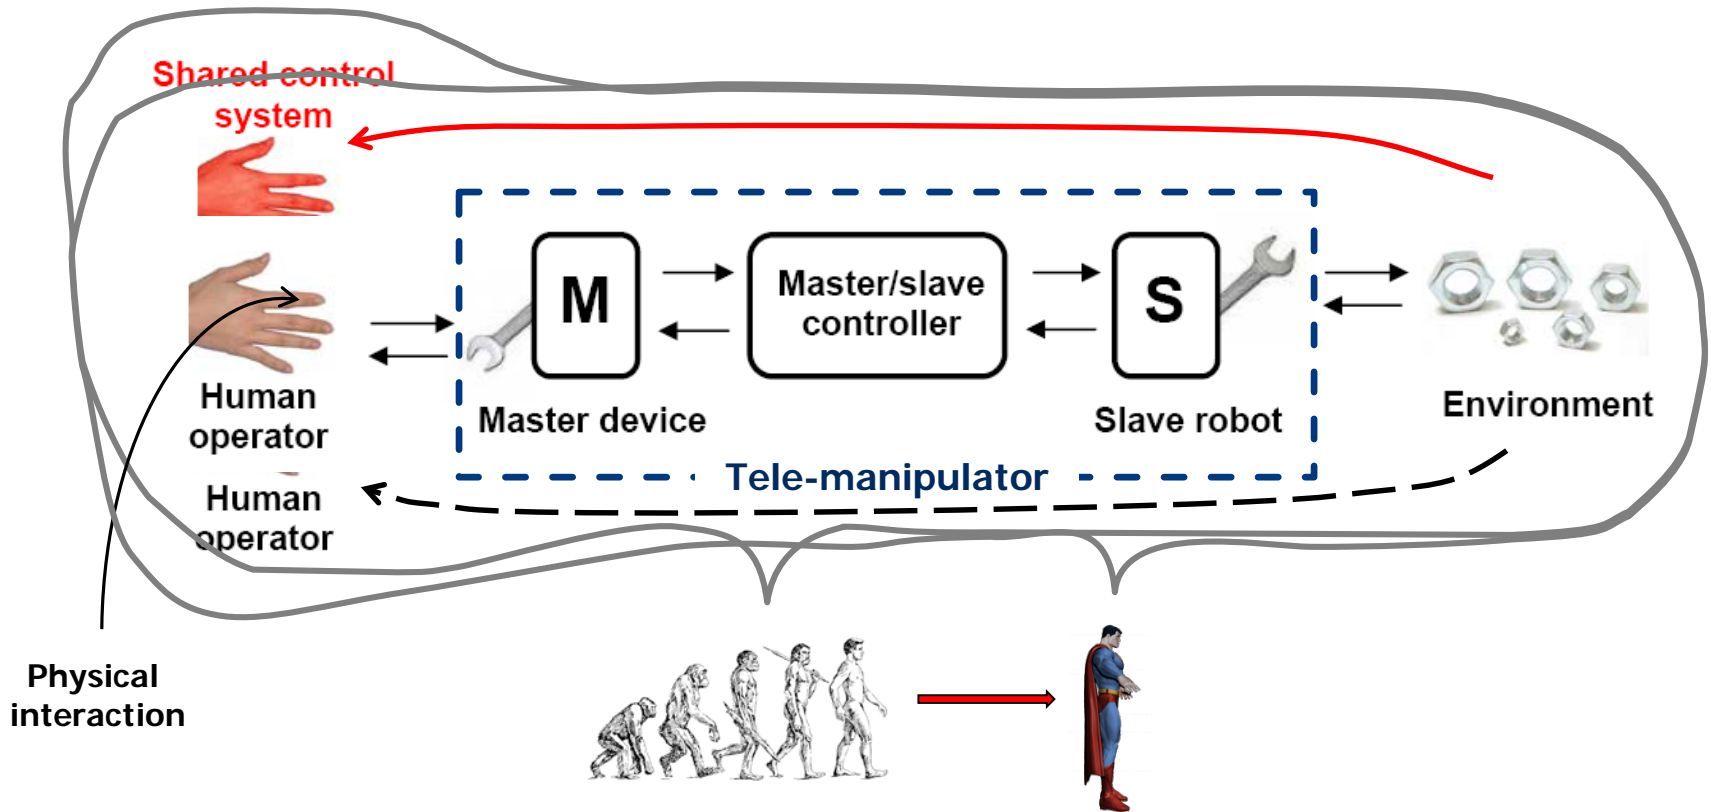 Shared control
system
M
Master/slave
controller
S
Human
operator
Master device
Slave robot
Environment
Tele-manipulator
Human
operator
Physical
interaction